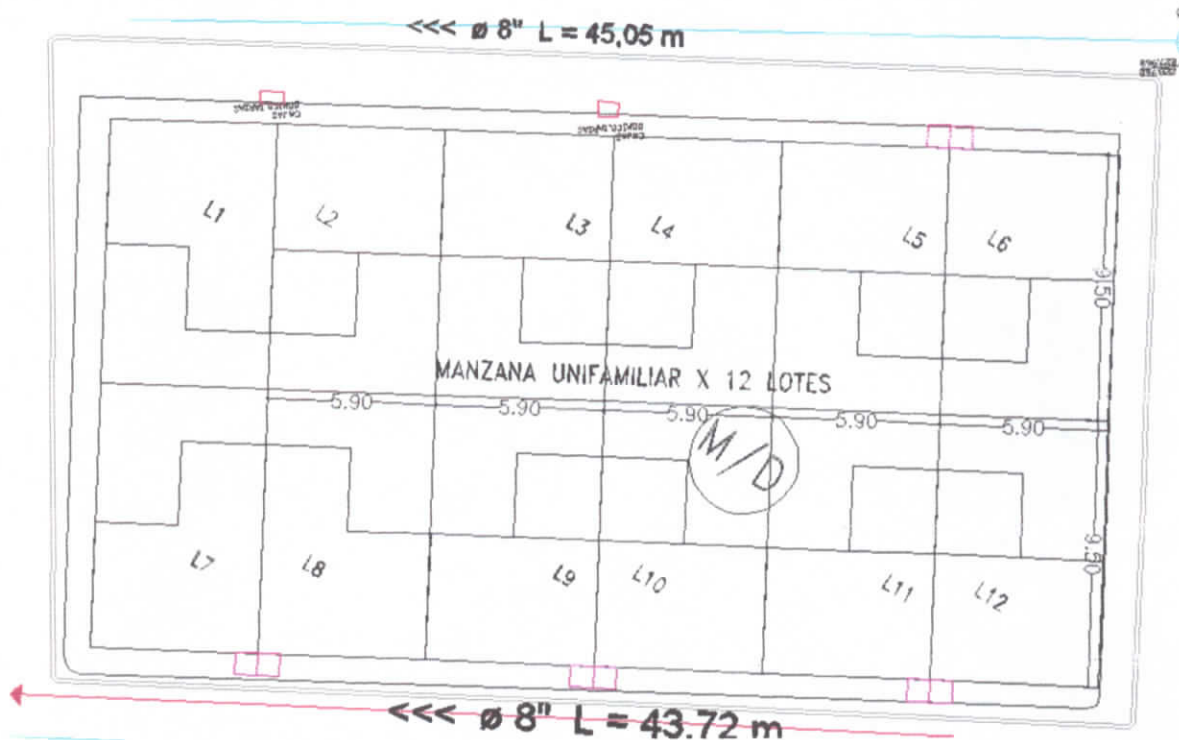 <<< ø 8" L = 45,05 m
L1 L2 L3 L4 L5 L6
9.50
MANZANA UNIFAMILIAR X 12 LOTES
5.90 5.90 5.90 5.90 5.90
M/D
9.50
L7 L8 L9 L10 L11 L12
<<< ø 8" L = 43.72 m